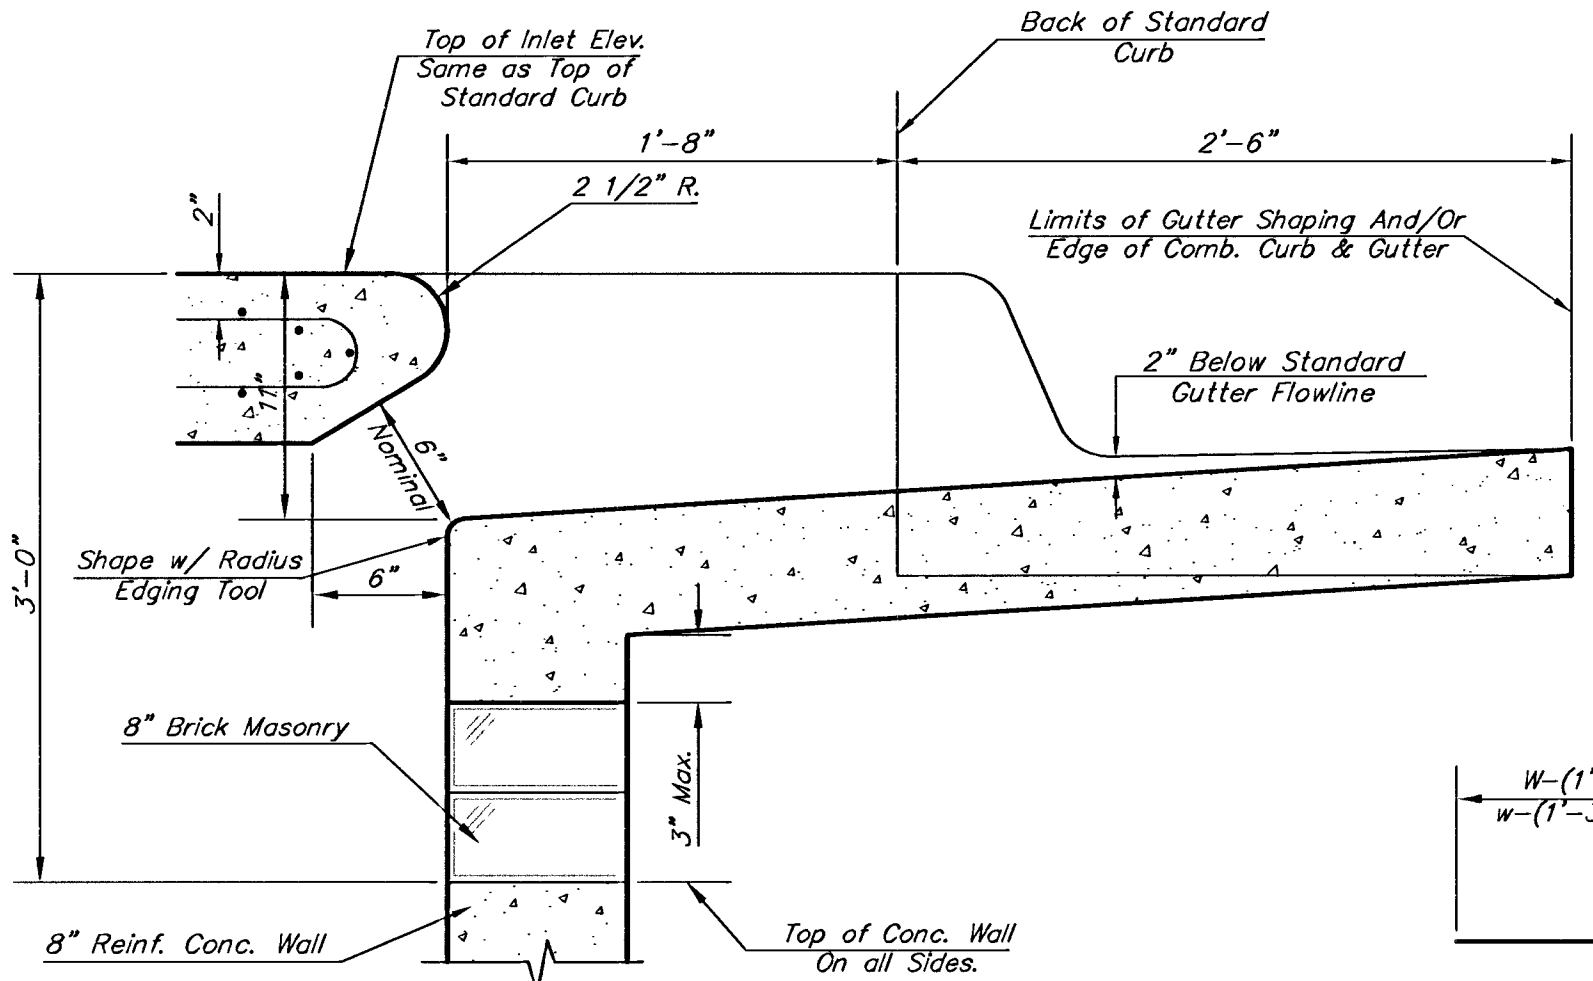 Top of Inlet Elev.
Same as Top of
Standard Curb
Back of Standard
Curb
1'-8"
2'-6"
2 1/2" R.
2"
Limits of Gutter Shaping And/Or
Edge of Comb. Curb & Gutter
11"
2" Below Standard
Gutter Flowline
6"
Nominal
3'-0"
Shape w/ Radius
Edging Tool
6"
8" Brick Masonry
3" Max.
W-(1'
w-(1'-3
8" Reinf. Conc. Wall
Top of Conc. Wall
On all Sides.